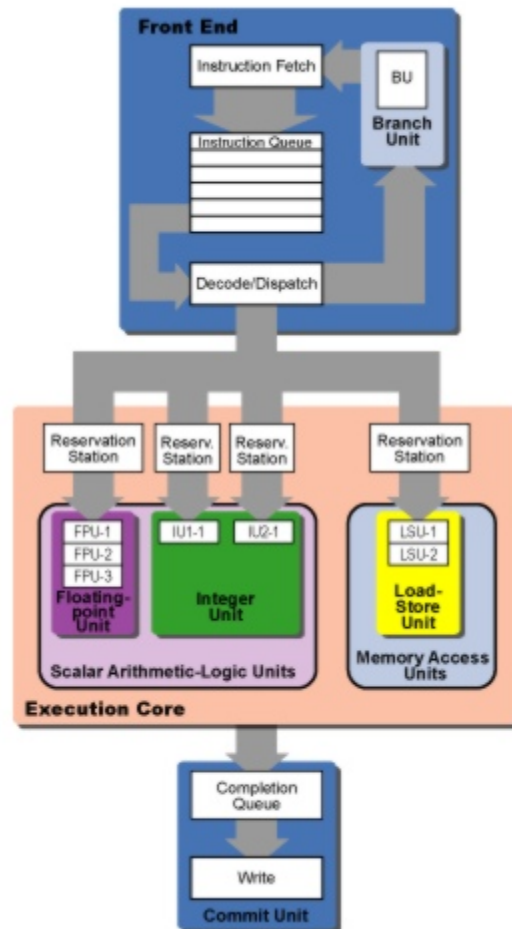 Front End
Instruction Fetch
BU
Branch
Unit
Instruction Queue
Decode/Dispatch
Reservation
Station
Reserv.
Station
Reserv.
Station
Reservation
Station
FPU-1
FPU-2
FPU-3
Floating-
point
Unit
IU1-1
IU2-1
Integer
Unit
LSU-1
LSU-2
Load-
Store
Unit
Scalar Arithmetic-Logic Units
Memory Access
Units
Execution Core
Completion
Queue
Write
Commit Unit